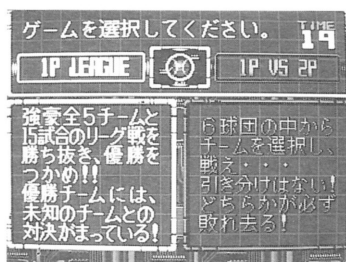 ゲームを選択してください。
TIME
19
1P LEAGUE
1P VS 2P
強豪全5チームと
15試合のリーグ戦を
勝ち抜き、優勝を
つかめ!!
優勝チームには、
未知のチームとの
対決がまっている!
6球団の中から
チームを選択し、
戦え・・・
引き分けはない!
どちらかが必ず
敗れ去る!